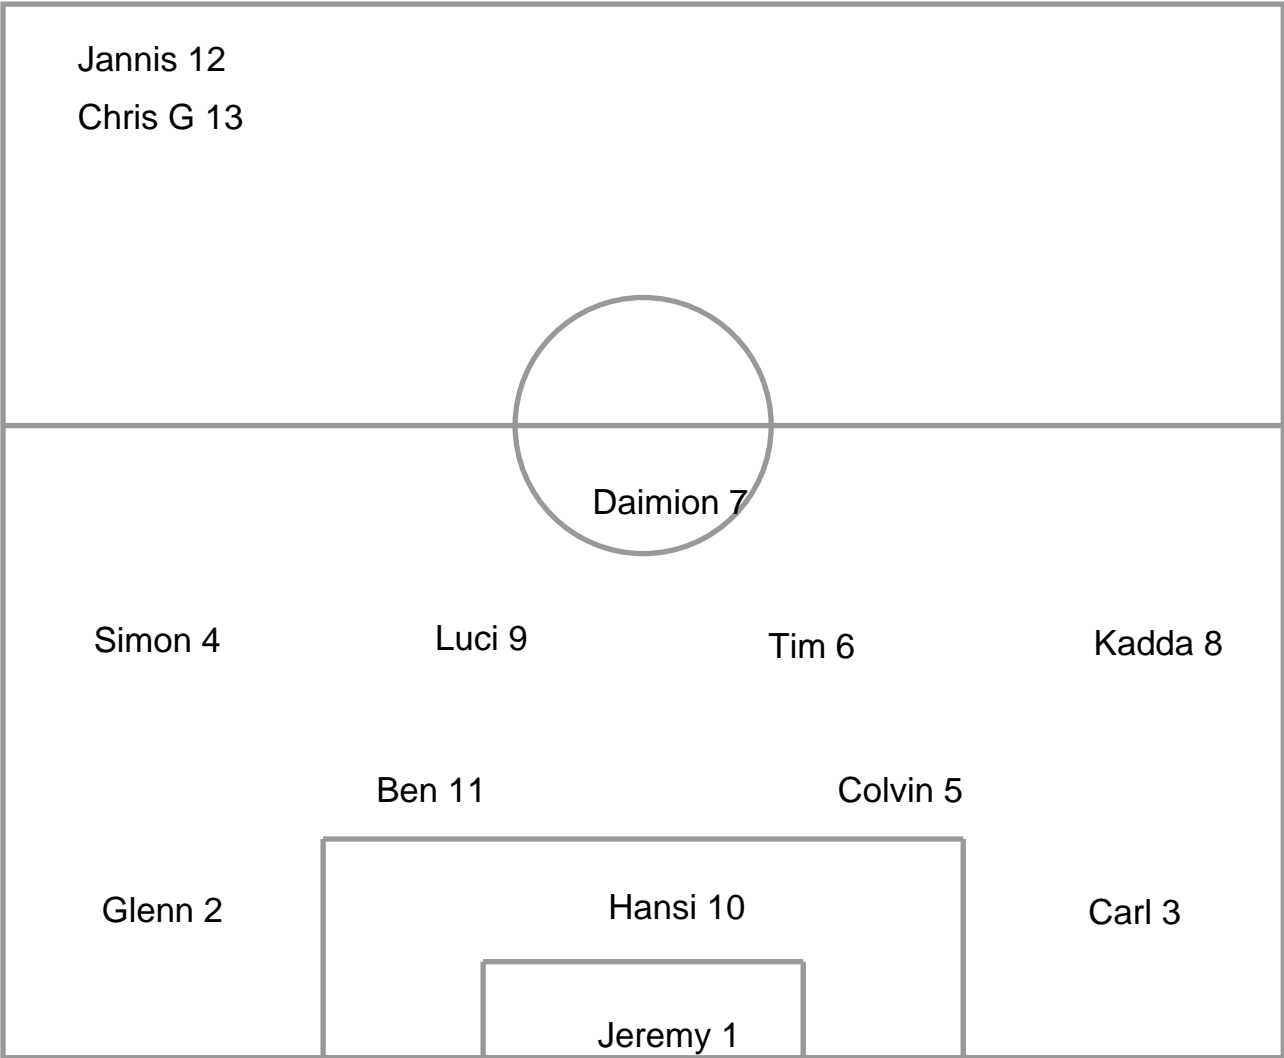 Jannis 12
Chris G 13
Daimion 7
Simon 4
Luci 9
Tim 6
Kadda 8
Ben 11
Colvin 5
Glenn 2
Hansi 10
Carl 3
Jeremy 1